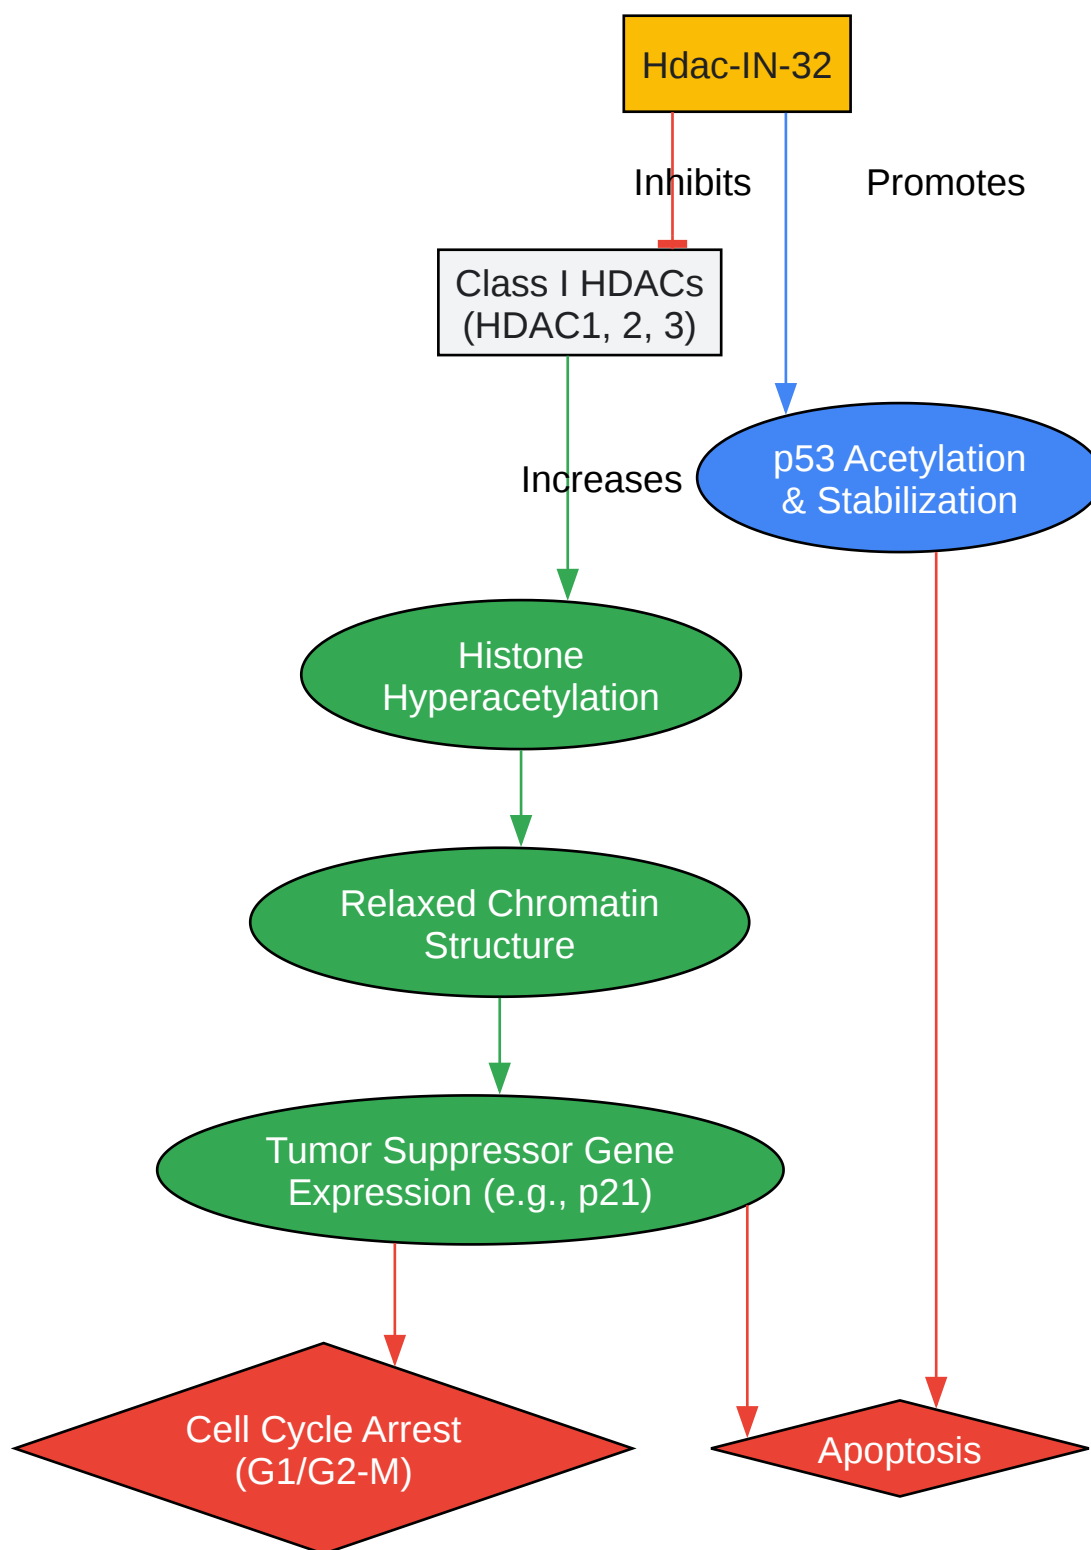 Hdac-IN-32
Inhibits
Promotes
Class I HDACs
(HDAC1, 2, 3)
p53 Acetylation
& Stabilization
Increases
Histone
Hyperacetylation
Relaxed Chromatin
Structure
Tumor Suppressor Gene
Expression (e.g., p21)
Cell Cycle Arrest
(G1/G2-M)
Apoptosis